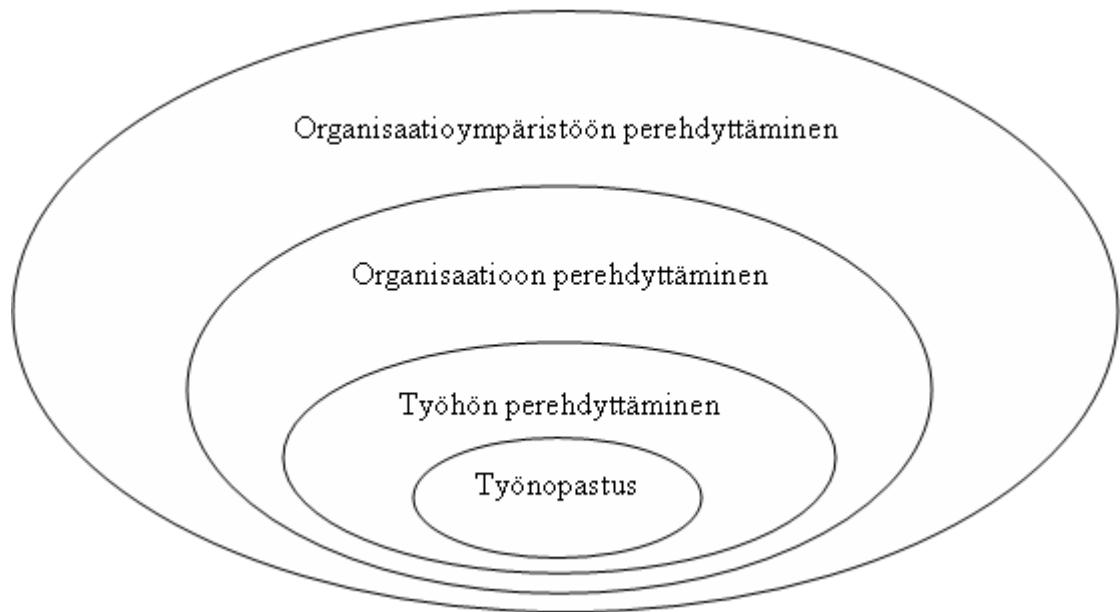 Organisaatioympäristöön perehdyttäminen
Organisaatioon perehdyttäminen
Työhön perehdyttäminen
Työnopastus